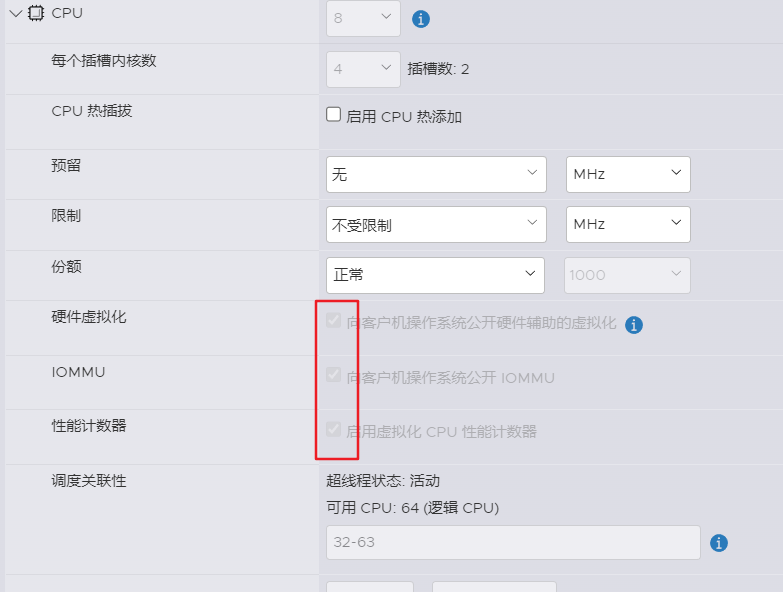 CPU 8
每个插槽内核数 4 插槽数: 2
CPU 热插拔 启用 CPU 热添加
预留 无 MHz
限制 不受限制 MHz
份额 正常 1000
硬件虚拟化 向客户机操作系统公开硬件辅助的虚拟化
IOMMU 向客户机操作系统公开 IOMMU
性能计数器 启用虚拟化 CPU 性能计数器
调度关联性 超线程状态: 活动
可用 CPU: 64 (逻辑 CPU)
32-63